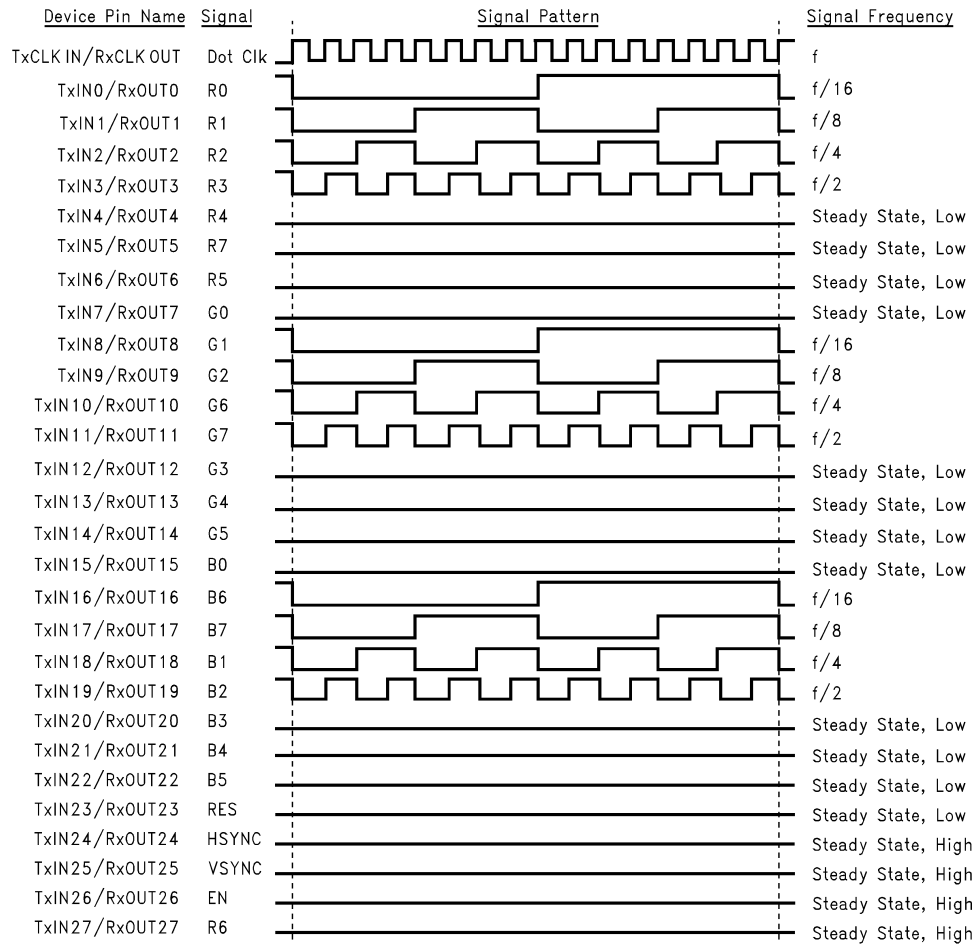 Device Pin Name Signal Signal Pattern Signal Frequency
TxCLK IN/RxCLK OUT Dot Clk f
TxIN0/RxOUT0 R0 f/16
TxIN1/RxOUT1 R1 f/8
TxIN2/RxOUT2 R2 f/4
TxIN3/RxOUT3 R3 f/2
TxIN4/RxOUT4 R4 Steady State, Low
TxIN5/RxOUT5 R7 Steady State, Low
TxIN6/RxOUT6 R5 Steady State, Low
TxIN7/RxOUT7 G0 Steady State, Low
TxIN8/RxOUT8 G1 f/16
TxIN9/RxOUT9 G2 f/8
TxIN10/RxOUT10 G6 f/4
TxIN11/RxOUT11 G7 f/2
TxIN12/RxOUT12 G3 Steady State, Low
TxIN13/RxOUT13 G4 Steady State, Low
TxIN14/RxOUT14 G5 Steady State, Low
TxIN15/RxOUT15 B0 Steady State, Low
TxIN16/RxOUT16 B6 f/16
TxIN17/RxOUT17 B7 f/8
TxIN18/RxOUT18 B1 f/4
TxIN19/RxOUT19 B2 f/2
TxIN20/RxOUT20 B3 Steady State, Low
TxIN21/RxOUT21 B4 Steady State, Low
TxIN22/RxOUT22 B5 Steady State, Low
TxIN23/RxOUT23 RES Steady State, Low
TxIN24/RxOUT24 HSYNC Steady State, High
TxIN25/RxOUT25 VSYNC Steady State, High
TxIN26/RxOUT26 EN Steady State, High
TxIN27/RxOUT27 R6 Steady State, High